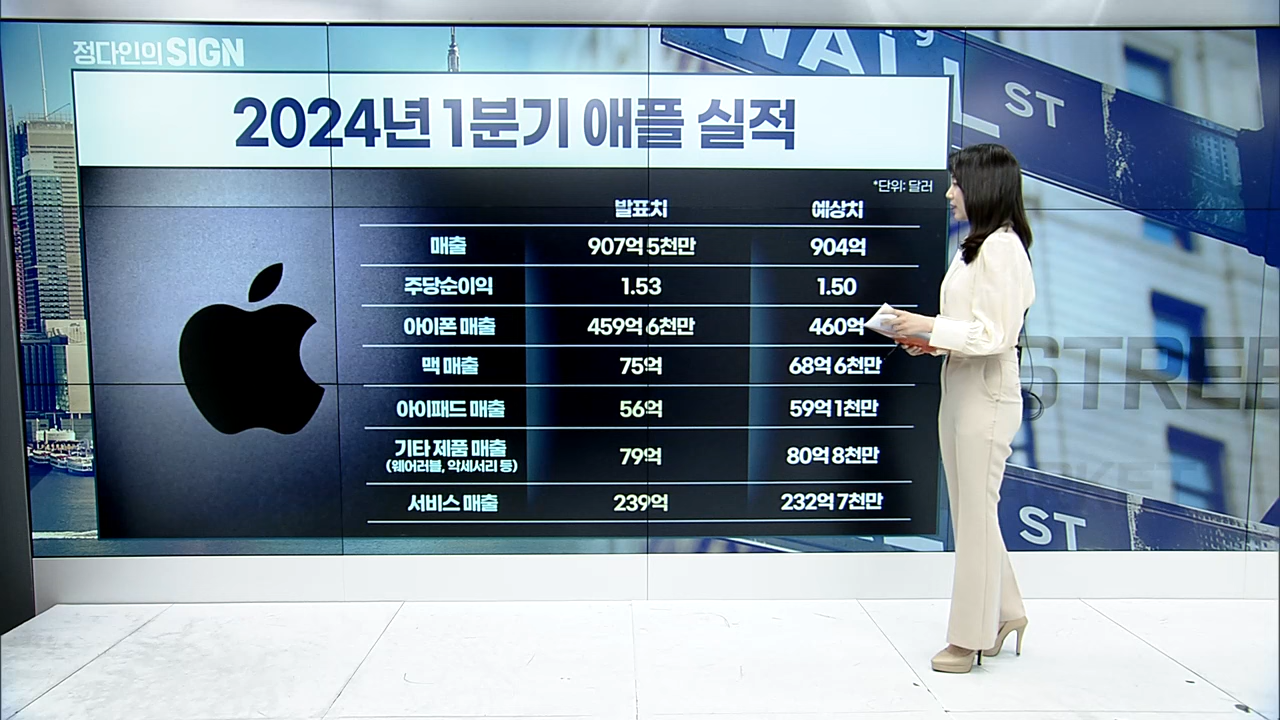 정다인의 SIGN
WALL ST
2024년 1분기 애플 실적
*단위: 달러
발표치 예상치
매출 907억 5천만 904억
주당순이익 1.53 1.50
아이폰 매출 459억 6천만 460억
맥 매출 75억 68억 6천만
아이패드 매출 56억 59억 1천만
기타 제품 매출 79억 80억 8천만
(웨어러블, 악세서리 등)
서비스 매출 239억 232억 7천만
STREE
KET
ST